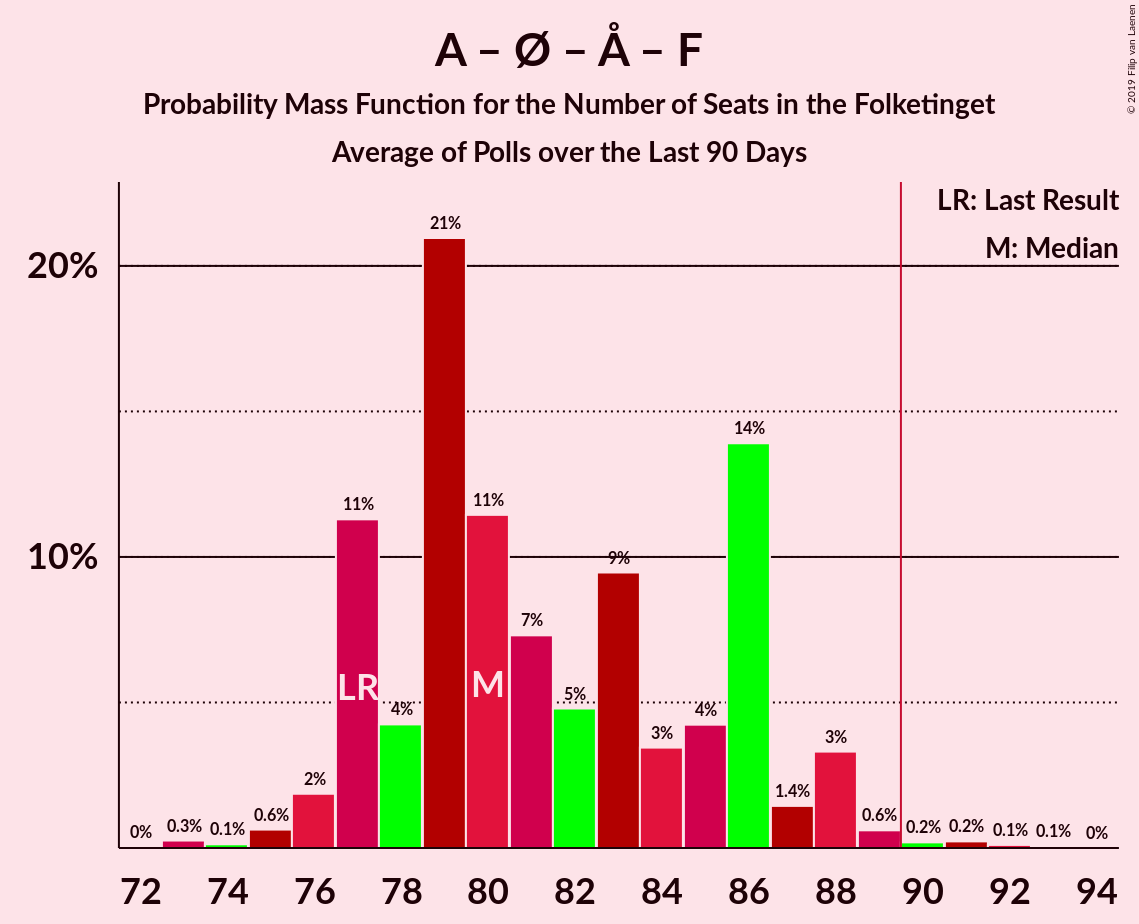 A – Ø – Å – F
Probability Mass Function for the Number of Seats in the Folketinget
Average of Polls over the Last 90 Days
© 2019 Filip van Laenen
LR: Last Result
M: Median
20%
10%
0%
0.3%
0.1%
0.6%
2%
11%
4%
21%
11%
7%
5%
9%
3%
4%
14%
1.4%
3%
0.6%
0.2%
0.2%
0.1%
0.1%
0%
LR
M
72 74 76 78 80 82 84 86 88 90 92 94